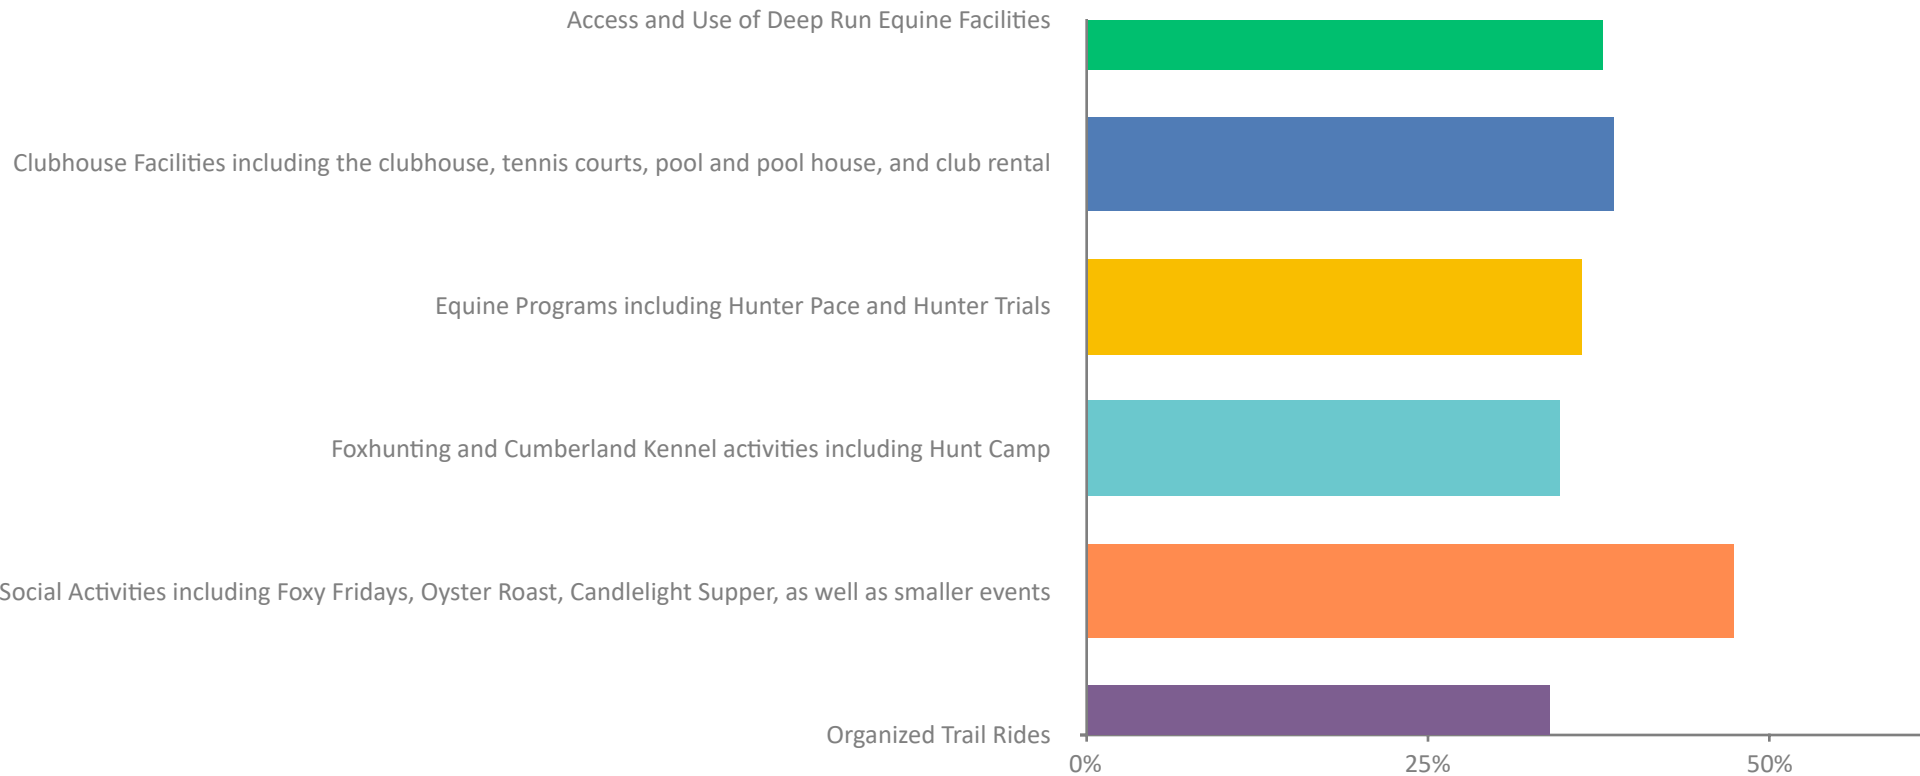 Access and Use of Deep Run Equine Facilities
Clubhouse Facilities including the clubhouse, tennis courts, pool and pool house, and club rental
Equine Programs including Hunter Pace and Hunter Trials
Foxhunting and Cumberland Kennel activities including Hunt Camp
Social Activities including Foxy Fridays, Oyster Roast, Candlelight Supper, as well as smaller events
Organized Trail Rides
0%
25%
50%